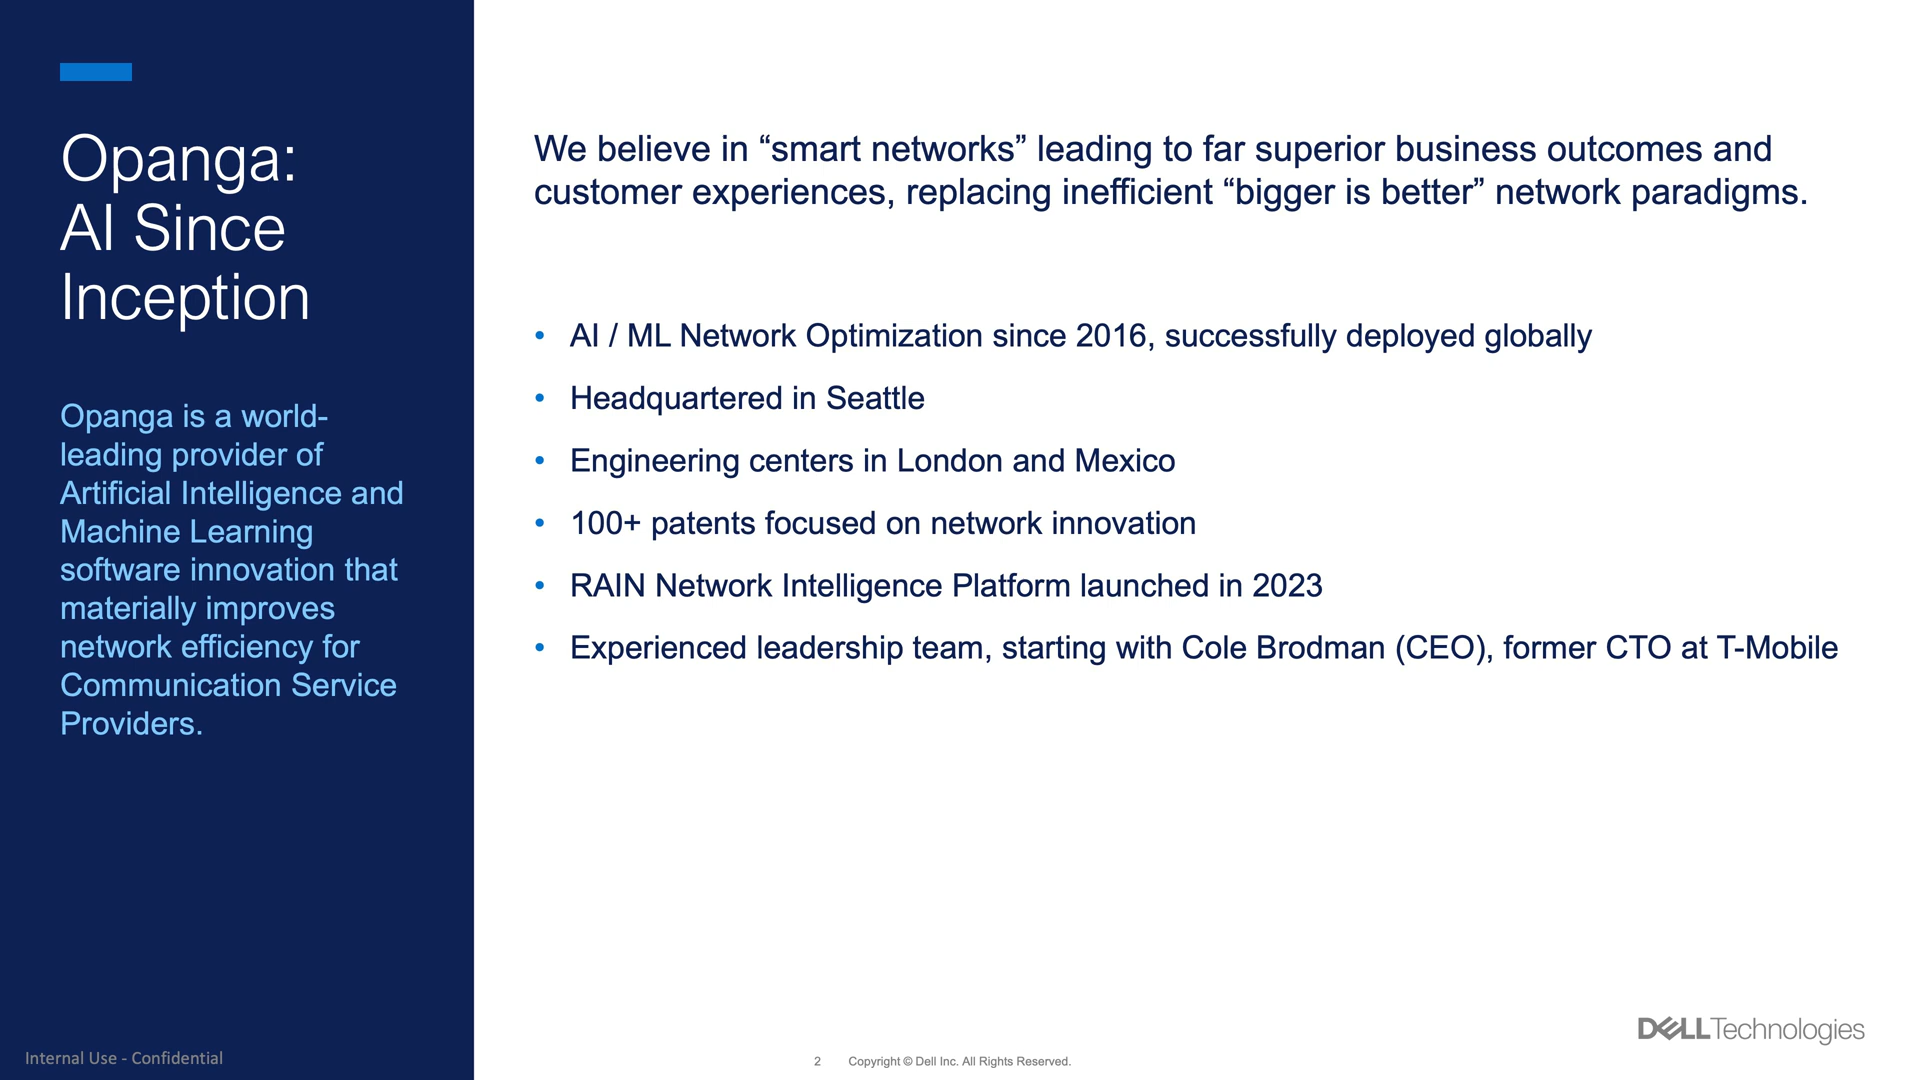 Opanga:
AI Since
Inception
Opanga is a world-
leading provider of
Artificial Intelligence and
Machine Learning
software innovation that
materially improves
network efficiency for
Communication Service
Providers.
We believe in “smart networks” leading to far superior business outcomes and
customer experiences, replacing inefficient “bigger is better” network paradigms.
• AI / ML Network Optimization since 2016, successfully deployed globally
• Headquartered in Seattle
• Engineering centers in London and Mexico
• 100+ patents focused on network innovation
• RAIN Network Intelligence Platform launched in 2023
• Experienced leadership team, starting with Cole Brodman (CEO), former CTO at T-Mobile
DELLTechnologies
Internal Use - Confidential
2 Copyright © Dell Inc. All Rights Reserved.